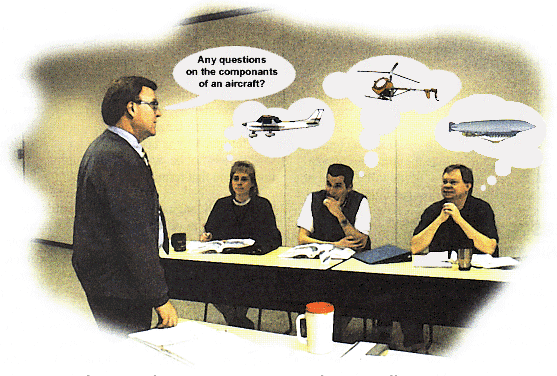 Any questions
on the componants
of an aircraft?